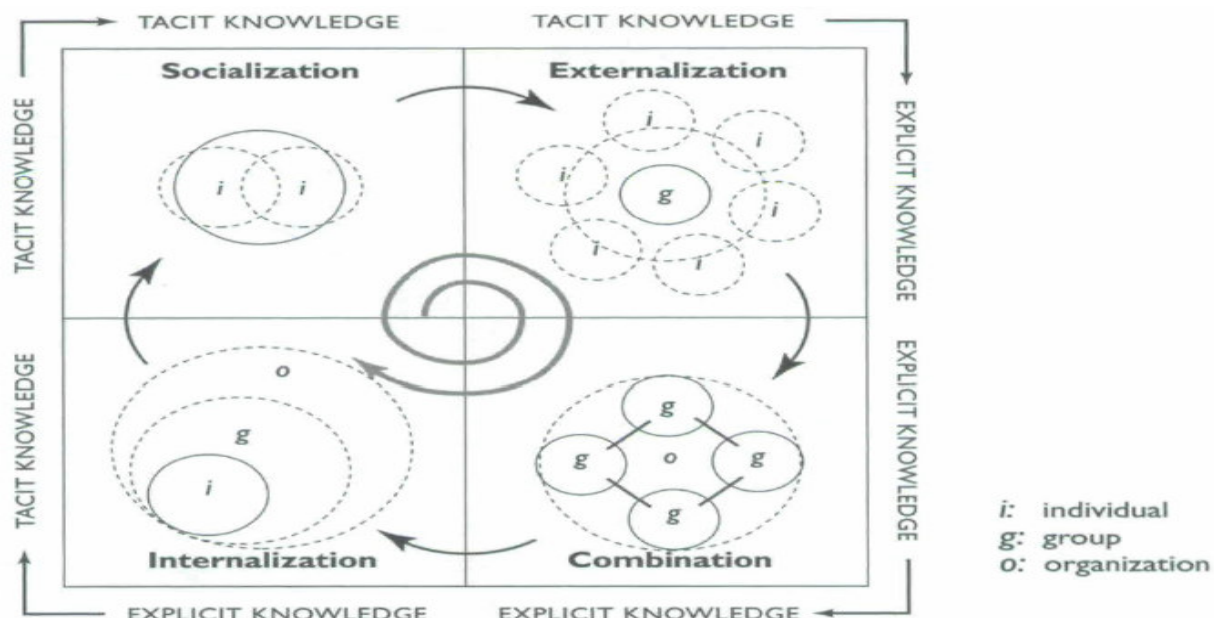 TACIT KNOWLEDGE TACIT KNOWLEDGE
Socialization Externalization
TACIT KNOWLEDGE
EXPLICIT KNOWLEDGE
i i
i
i
i
i
i
i
g
TACIT KNOWLEDGE
EXPLICIT KNOWLEDGE
o
g
i
g
g
o
g
g
Internalization Combination
EXPLICIT KNOWLEDGE EXPLICIT KNOWLEDGE
i: individual
g: group
o: organization